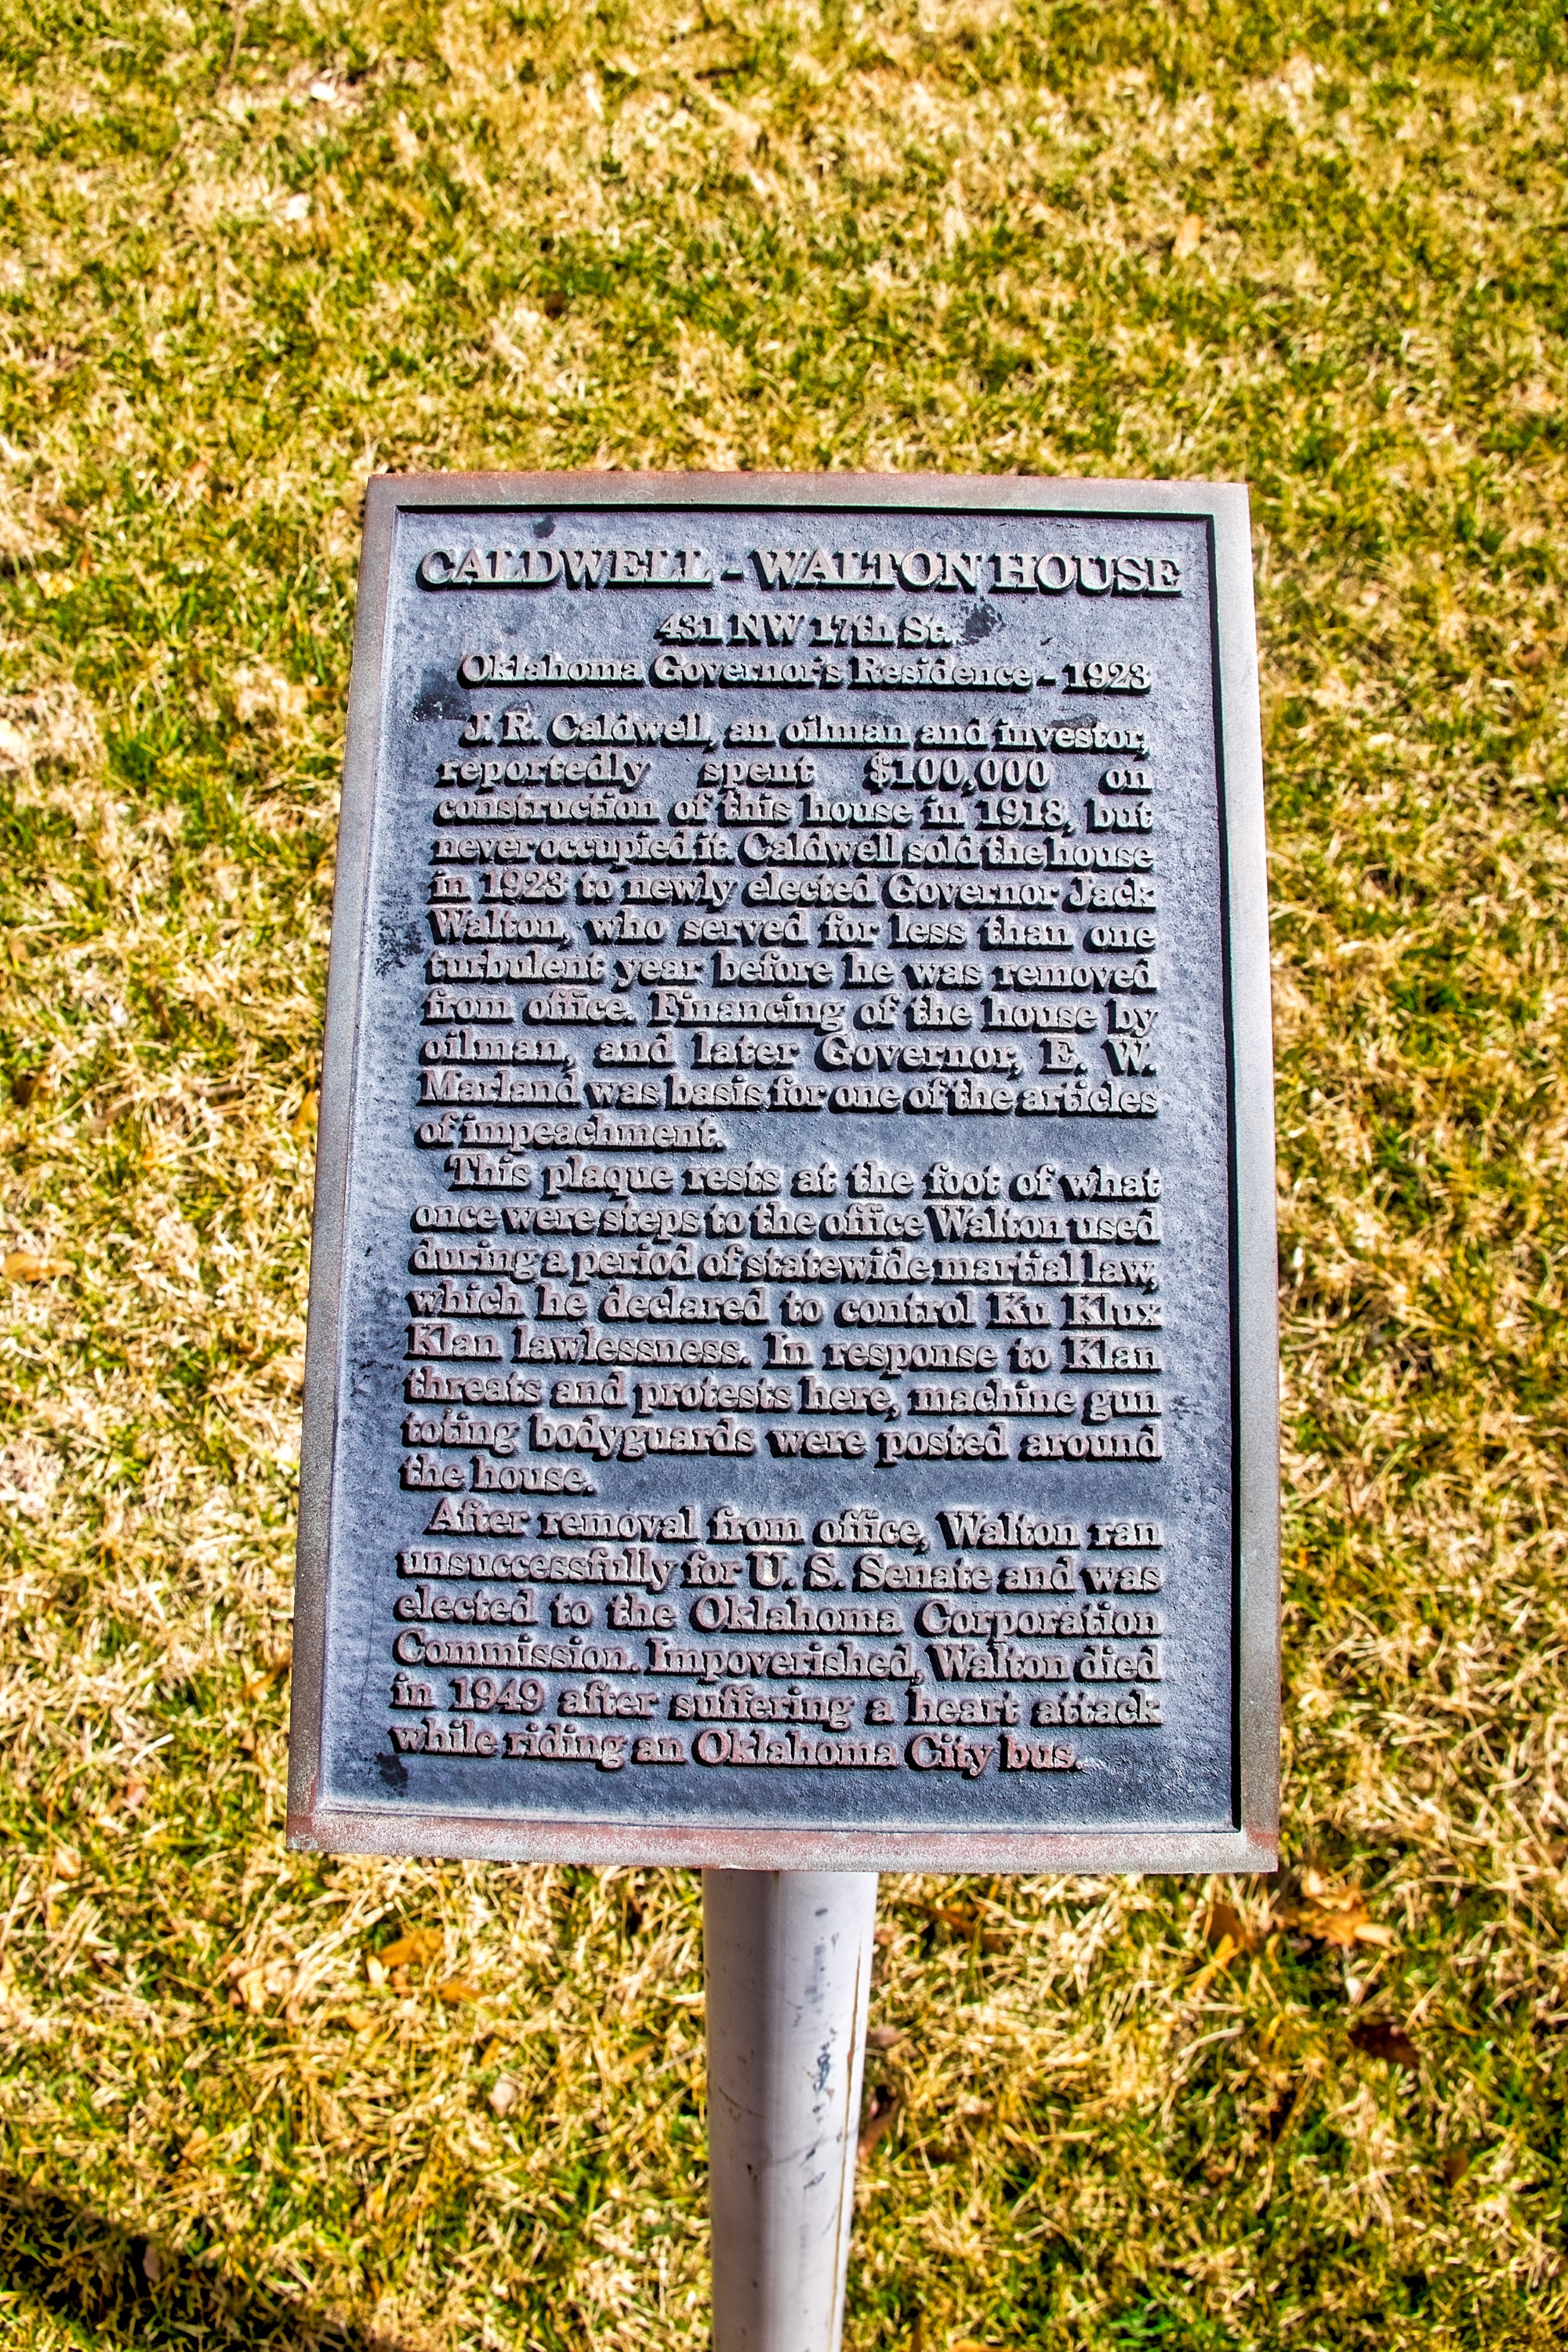 CALDWELL - WALTON HOUSE
431 NW 17th St.
Oklahoma Governor's Residence - 1923
J. R. Caldwell, an oilman and investor,
reportedly spent $100,000 on
construction of this house in 1918, but
never occupied it. Caldwell sold the house
in 1923 to newly elected Governor Jack
Walton, who served for less than one
turbulent year before he was removed
from office. Financing of the house by
oilman, and later Governor, E. W.
Marland was basis for one of the articles
of impeachment.
This plaque rests at the foot of what
once were steps to the office Walton used
during a period of statewide martial law,
which he declared to control Ku Klux
Klan lawlessness. In response to Klan
threats and protests here, machine gun
toting bodyguards were posted around
the house.
After removal from office, Walton ran
unsuccessfully for U. S. Senate and was
elected to the Oklahoma Corporation
Commission. Impoverished, Walton died
in 1949 after suffering a heart attack
while riding an Oklahoma City bus.